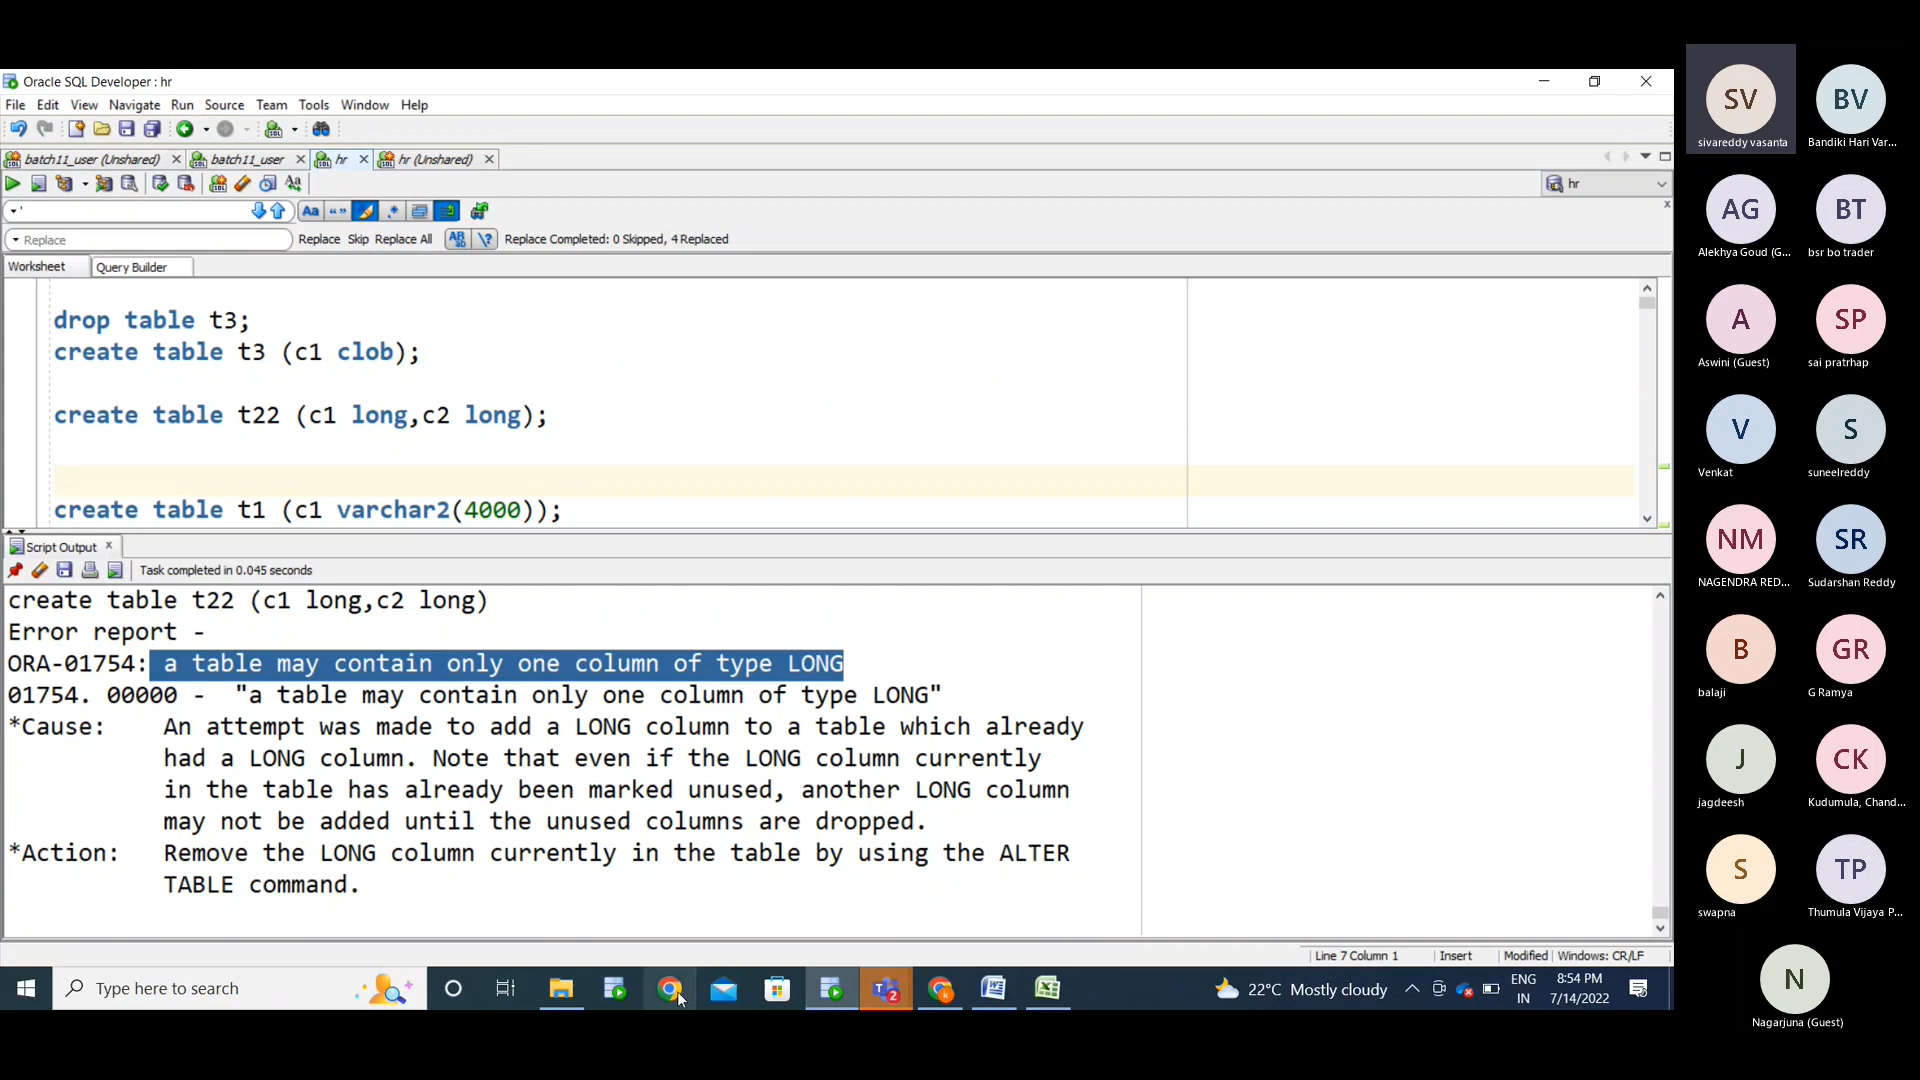 Oracle SQL Developer : hr
File Edit View Navigate Run Source Team Tools Window Help
batch11_user (Unshared) batch11_user hr hr (Unshared)
hr
Replace Replace Skip Replace All Replace Completed: 0 Skipped, 4 Replaced
Worksheet Query Builder
drop table t3;
create table t3 (c1 clob);
create table t22 (c1 long,c2 long);
create table t1 (c1 varchar2(4000));
Script Output
Task completed in 0.045 seconds
create table t22 (c1 long,c2 long)
Error report -
ORA-01754: a table may contain only one column of type LONG
01754. 00000 - "a table may contain only one column of type LONG"
*Cause: An attempt was made to add a LONG column to a table which already
had a LONG column. Note that even if the LONG column currently
in the table has already been marked unused, another LONG column
may not be added until the unused columns are dropped.
*Action: Remove the LONG column currently in the table by using the ALTER
TABLE command.
Line 7 Column 1 Insert Modified Windows: CR/LF
Type here to search
22°C Mostly cloudy
ENG
IN
8:54 PM
7/14/2022
SV BV
sivareddy vasanta Bandiki Hari Var...
AG BT
Alekhya Goud (G... bsr bo trader
A SP
Aswini (Guest) sai pratrhap
V S
Venkat suneelreddy
NM SR
NAGENDRA RED... Sudarshan Reddy
B GR
balaji G Ramya
J CK
jagdeesh Kudumula, Chand...
S TP
swapna Thumula Vijaya P...
N
Nagarjuna (Guest)